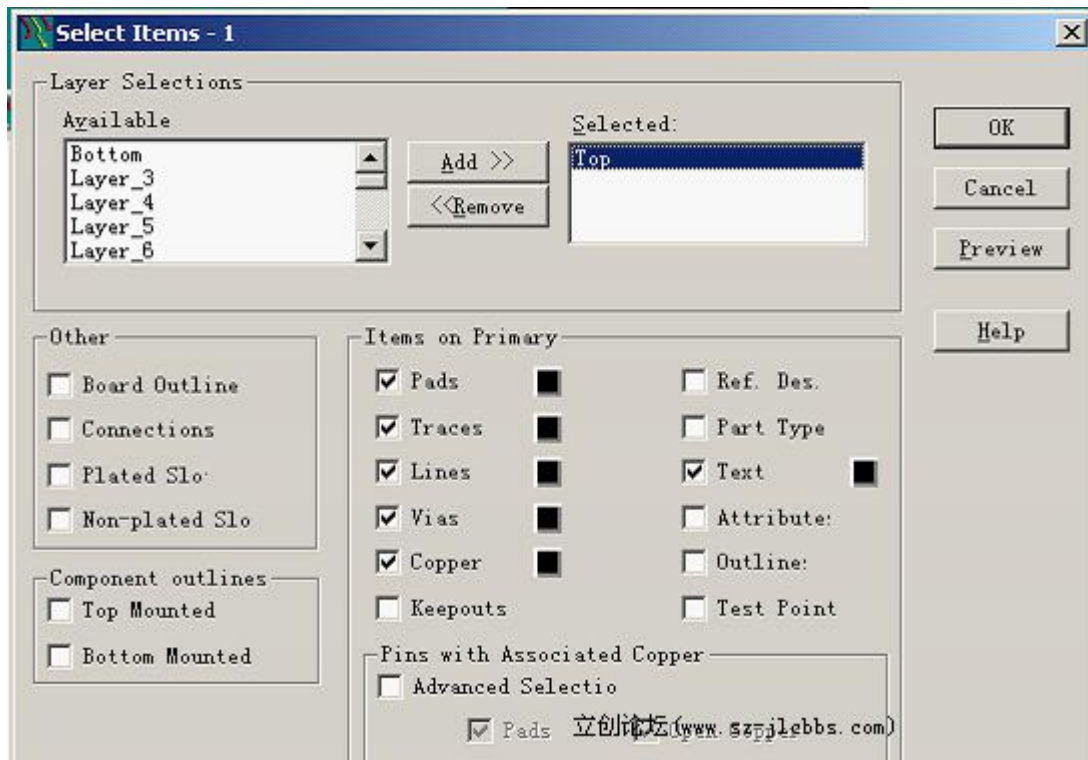 Select Items - 1
Layer Selections
Available
Bottom
Layer_3
Layer_4
Layer_5
Layer_6
Add >>
<<Remove
Selected:
Top
OK
Cancel
Preview
Help
Other
Board Outline
Connections
Plated Slo
Non-plated Slo
Component outlines
Top Mounted
Bottom Mounted
Items on Primary
Pads
Traces
Lines
Vias
Copper
Keepouts
Ref. Des.
Part Type
Text
Attribute:
Outline:
Test Point
Pins with Associated Copper
Advanced Selectio
Pads
立创论坛(www.sz-jlcbbs.com)